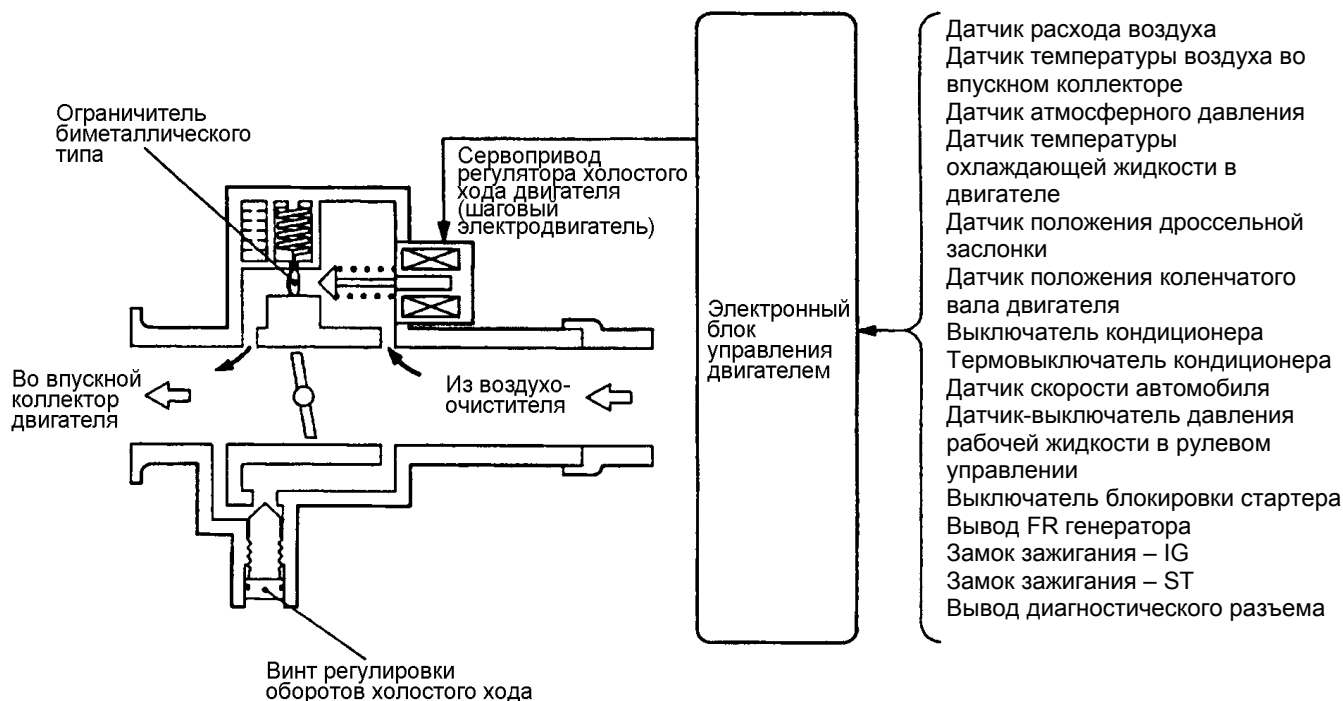 Ограничитель
биметаллического
типа
Сервопривод
регулятора холостого
хода двигателя
(шаговый
электродвигатель)
Во впускной
коллектор
двигателя
Из воздухо-
очистителя
Винт регулировки
оборотов холостого хода
Электронный
блок
управления
двигателем
Датчик расхода воздуха
Датчик температуры воздуха во
впускном коллекторе
Датчик атмосферного давления
Датчик температуры
охлаждающей жидкости в
двигателе
Датчик положения дроссельной
заслонки
Датчик положения коленчатого
вала двигателя
Выключатель кондиционера
Термовыключатель кондиционера
Датчик скорости автомобиля
Датчик-выключатель давления
рабочей жидкости в рулевом
управлении
Выключатель блокировки стартера
Вывод FR генератора
Замок зажигания – IG
Замок зажигания – ST
Вывод диагностического разъема